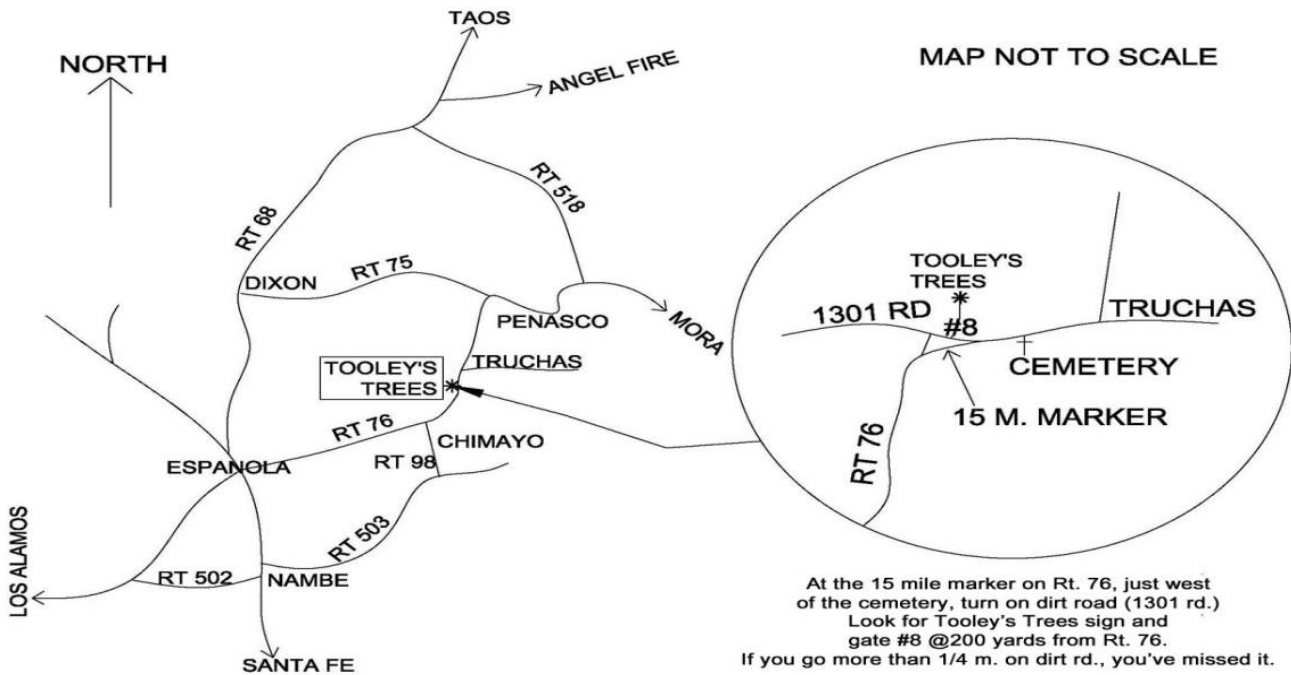 TAOS
NORTH
ANGEL FIRE
MAP NOT TO SCALE
RT 518
RT 68
DIXON
RT 75
PENASCO
MORA
TOOLEY'S
TREES
TRUCHAS
RT 76
CHIMAYO
RT 98
ESPANOLA
RT 503
LOS ALAMOS
RT 502
NAMBE
SANTA FE
TOOLEY'S
TREES
1301 RD
#8
TRUCHAS
CEMETERY
15 M. MARKER
RT 76
At the 15 mile marker on Rt. 76, just west
of the cemetery, turn on dirt road (1301 rd.)
Look for Tooley's Trees sign and
gate #8 @200 yards from Rt. 76.
If you go more than 1/4 m. on dirt rd., you've missed it.